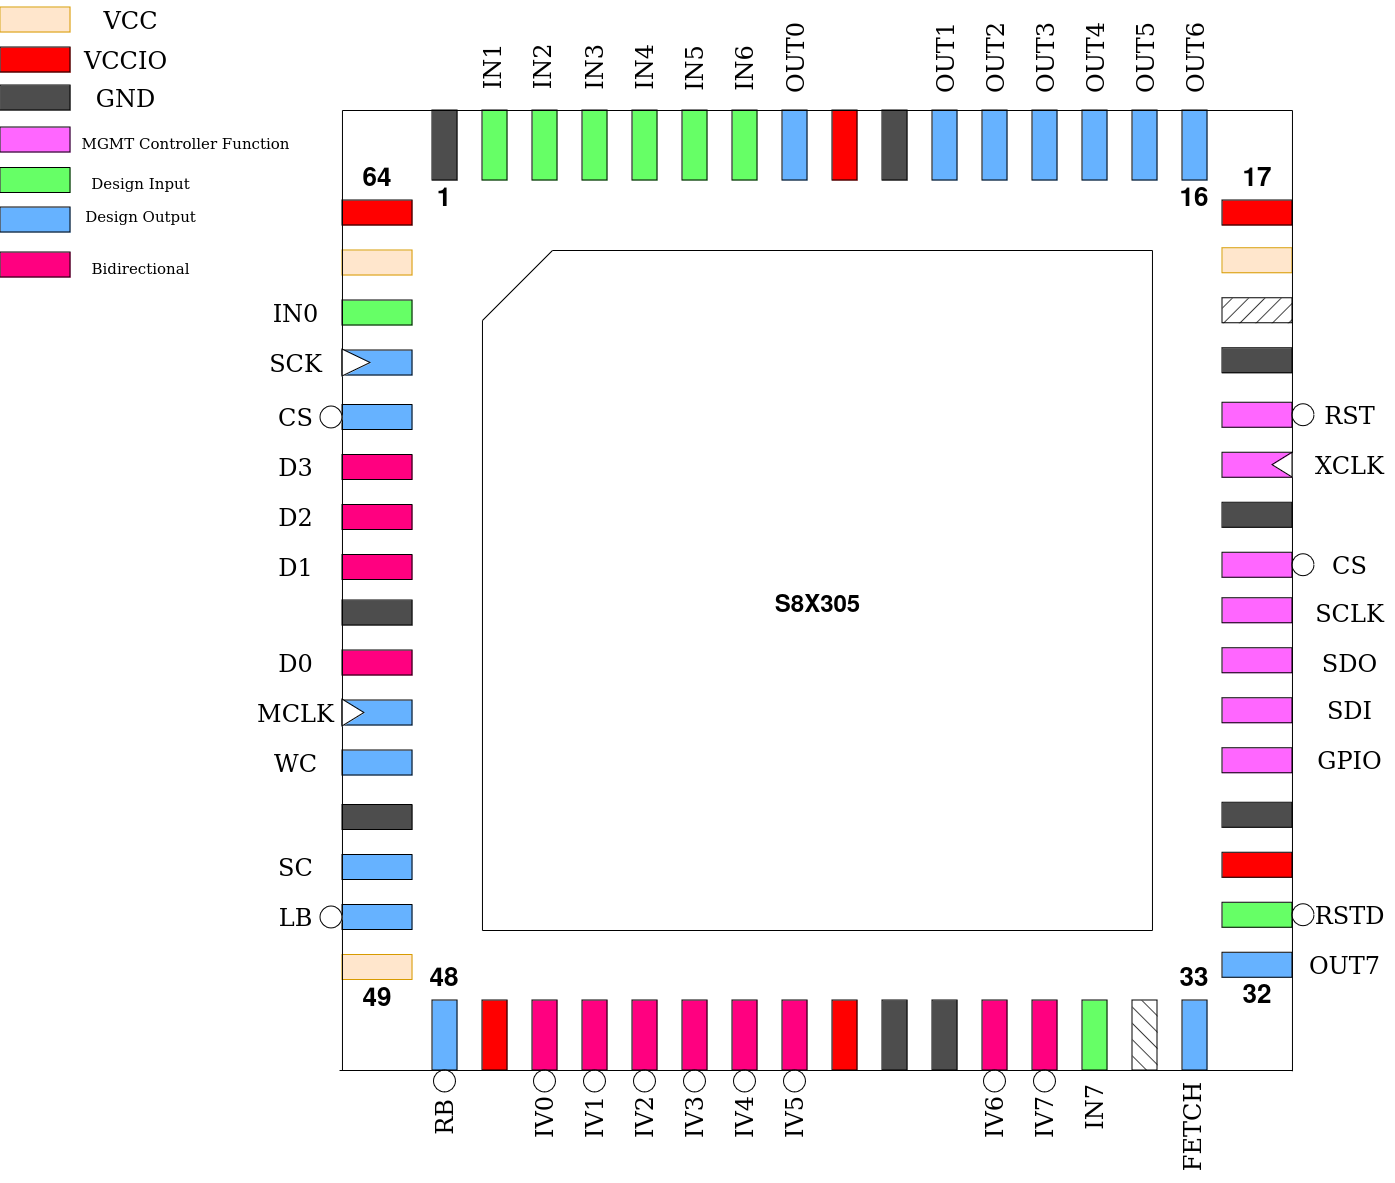 VCC
VCCIO
GND
MGMT Controller Function
Design Input
Design Output
Bidirectional
IN1
IN2
IN3
IN4
IN5
IN6
OUT0
OUT1
OUT2
OUT3
OUT4
OUT5
OUT6
64
1
16
17
IN0
SCK
CS
D3
D2
D1
D0
MCLK
WC
SC
LB
S8X305
RST
XCLK
CS
SCLK
SDO
SDI
GPIO
RSTD
OUT7
49
48
33
32
RB
IV0
IV1
IV2
IV3
IV4
IV5
IV6
IV7
IN7
FETCH